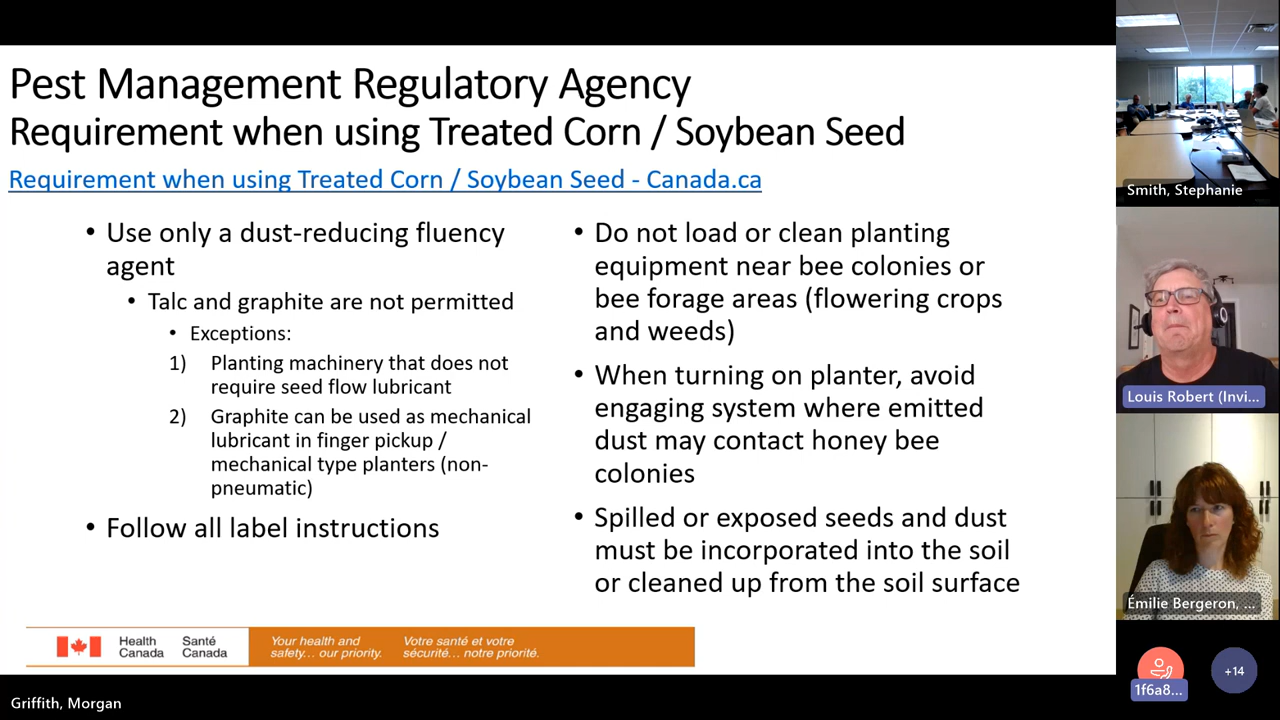 Pest Management Regulatory Agency
Requirement when using Treated Corn / Soybean Seed
Requirement when using Treated Corn / Soybean Seed - Canada.ca
• Use only a dust-reducing fluency
agent
• Talc and graphite are not permitted
• Exceptions:
1) Planting machinery that does not
require seed flow lubricant
2) Graphite can be used as mechanical
lubricant in finger pickup /
mechanical type planters (non-
pneumatic)
• Follow all label instructions
• Do not load or clean planting
equipment near bee colonies or
bee forage areas (flowering crops
and weeds)
• When turning on planter, avoid
engaging system where emitted
dust may contact honey bee
colonies
• Spilled or exposed seeds and dust
must be incorporated into the soil
or cleaned up from the soil surface
Health
Canada
Santé
Canada
Your health and
safety... our priority.
Votre santé et votre
sécurité... notre priorité.
Griffith, Morgan
Smith, Stephanie
Louis Robert (Invi...
Émilie Bergeron, ...
1f6a8...
+14